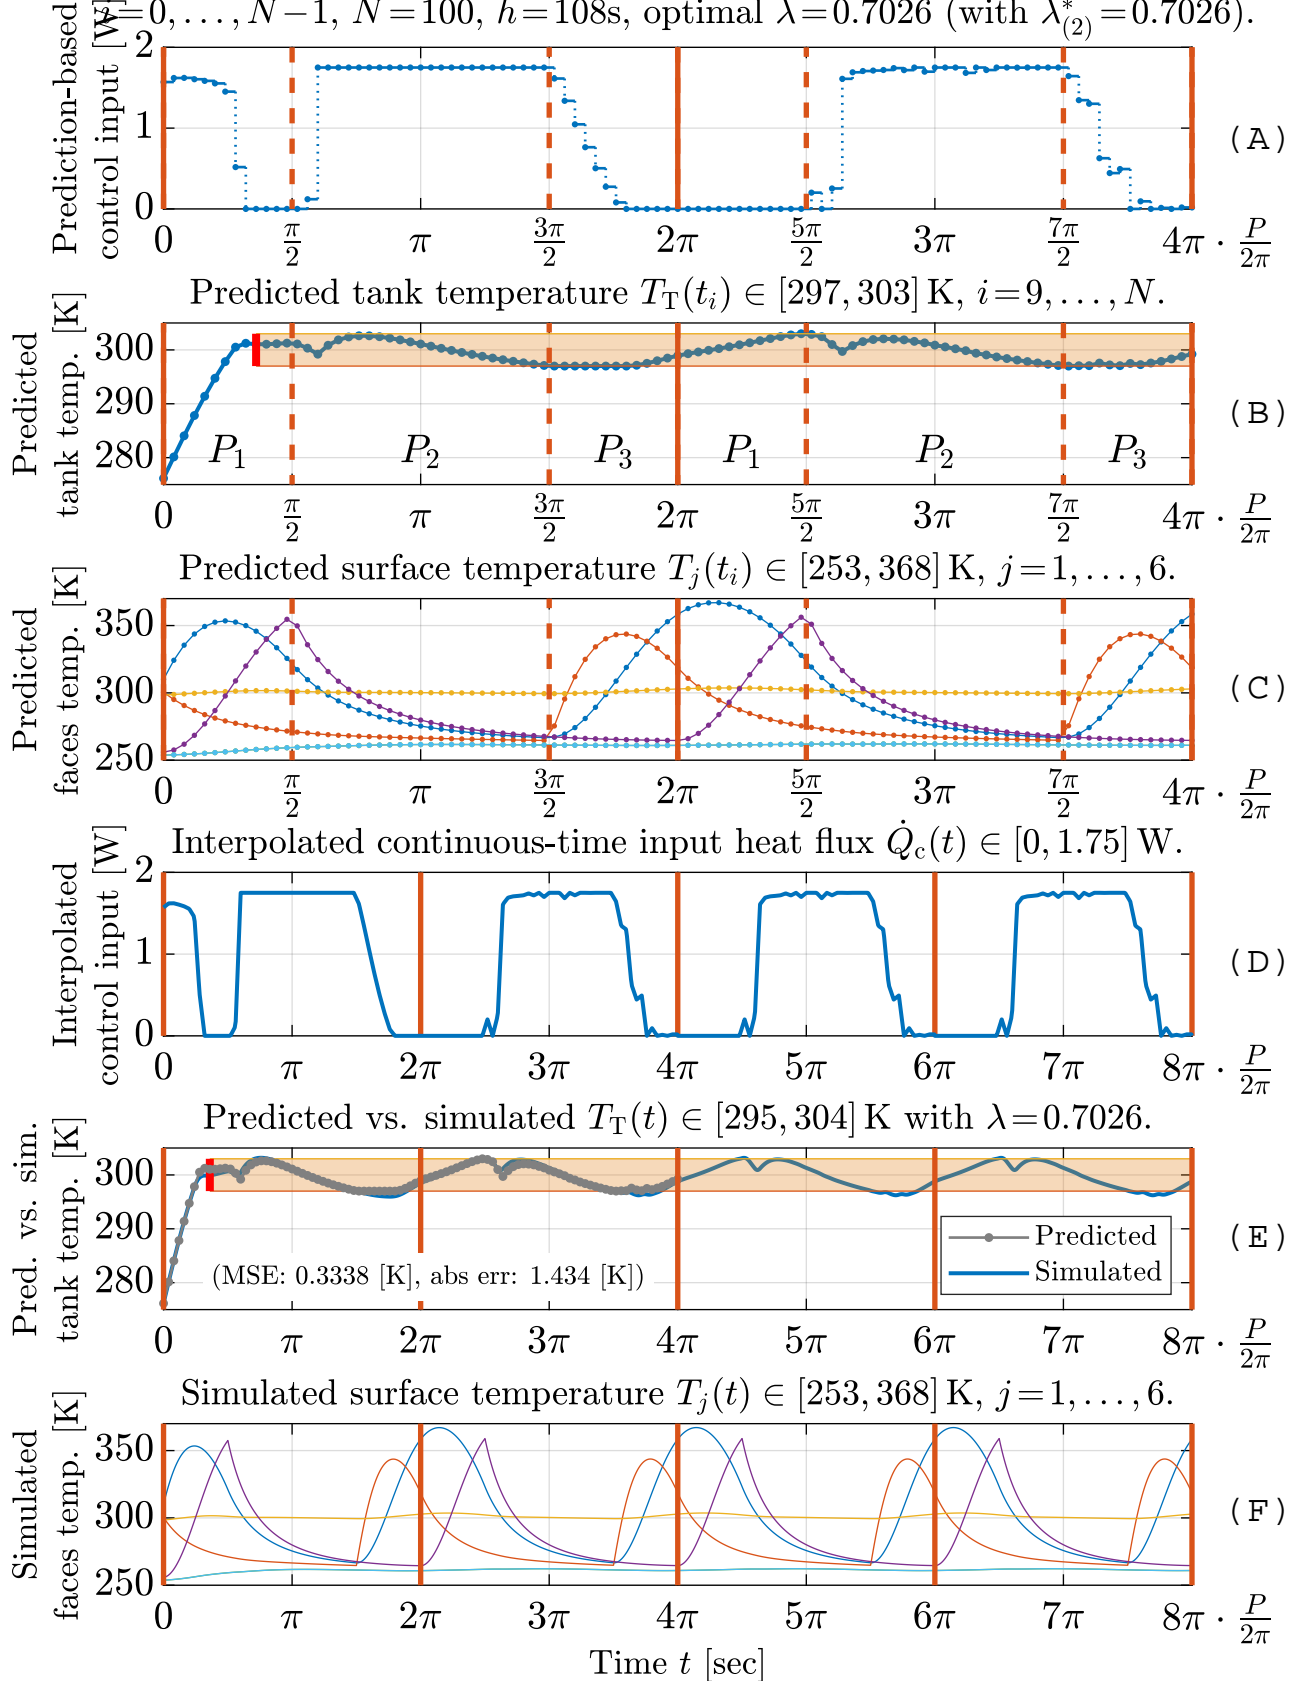 i=0,…,N−1, N=100, h=108s, optimal λ=0.7026 (with λ*(2)=0.7026).
Prediction-based
control input [W]
2
1
0
(A)
0 π/2 π 3π/2 2π 5π/2 3π 7π/2 4π · P/2π
Predicted tank temperature T_T(t_i) ∈ [297, 303] K, i=9,…,N.
Predicted
tank temp. [K]
300
290
280
P₁ P₂ P₃ P₁ P₂ P₃
(B)
0 π/2 π 3π/2 2π 5π/2 3π 7π/2 4π · P/2π
Predicted surface temperature T_j(t_i) ∈ [253, 368] K, j=1,…,6.
Predicted
faces temp. [K]
350
300
250
(C)
0 π/2 π 3π/2 2π 5π/2 3π 7π/2 4π · P/2π
Interpolated continuous-time input heat flux Q̇_c(t) ∈ [0, 1.75] W.
Interpolated
control input [W]
2
1
0
(D)
0 π 2π 3π 4π 5π 6π 7π 8π · P/2π
Predicted vs. simulated T_T(t) ∈ [295, 304] K with λ=0.7026.
Pred. vs. sim.
tank temp. [K]
300
290
280
(MSE: 0.3338 [K], abs err: 1.434 [K])
Predicted
Simulated
(E)
0 π 2π 3π 4π 5π 6π 7π 8π · P/2π
Simulated surface temperature T_j(t) ∈ [253, 368] K, j=1,…,6.
Simulated
faces temp. [K]
350
300
250
(F)
0 π 2π 3π 4π 5π 6π 7π 8π · P/2π
Time t [sec]